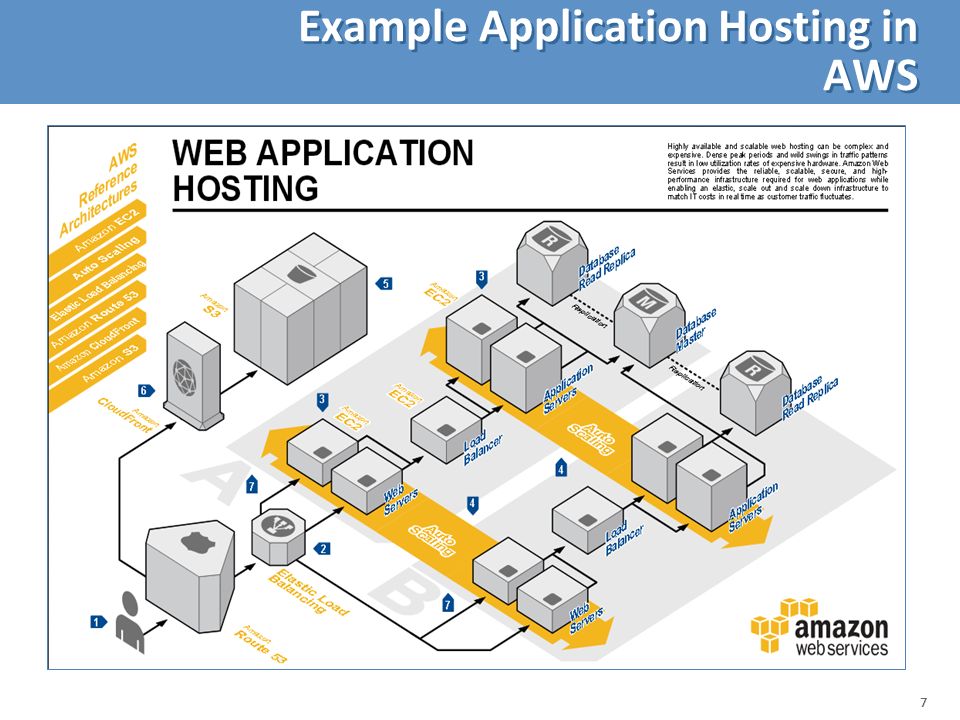 Example Application Hosting in
AWS
AWS
Reference
Architectures
Amazon EC2
Auto Scaling
Elastic Load Balancing
Amazon Route 53
Amazon CloudFront
Amazon S3
WEB APPLICATION
HOSTING
Highly available and scalable web hosting can be complex and
expensive. Dense peak periods and wild swings in traffic patterns
result in low utilization rates of expensive hardware. Amazon Web
Services provides the reliable, scalable, secure, and high-
performance infrastructure required for web applications while
enabling an elastic, scale out and scale down infrastructure to
match IT costs in real time as customer traffic fluctuates.
R
Database
Read Replica
3
Amazon
EC2
5
Amazon
S3
Replication
M
Database
Master
Replication
R
Database
Read Replica
6
Amazon
CloudFront
3
Amazon
EC2
Amazon
EC2
Application
Servers
Load
Balancer
Auto
Scaling
4
Web
Servers
7
4
Application
Servers
A
Auto
Scaling
Load
Balancer
2
Elastic Load
Balancing
B
7
Web
Servers
1
Amazon
Route 53
amazon
web services
7